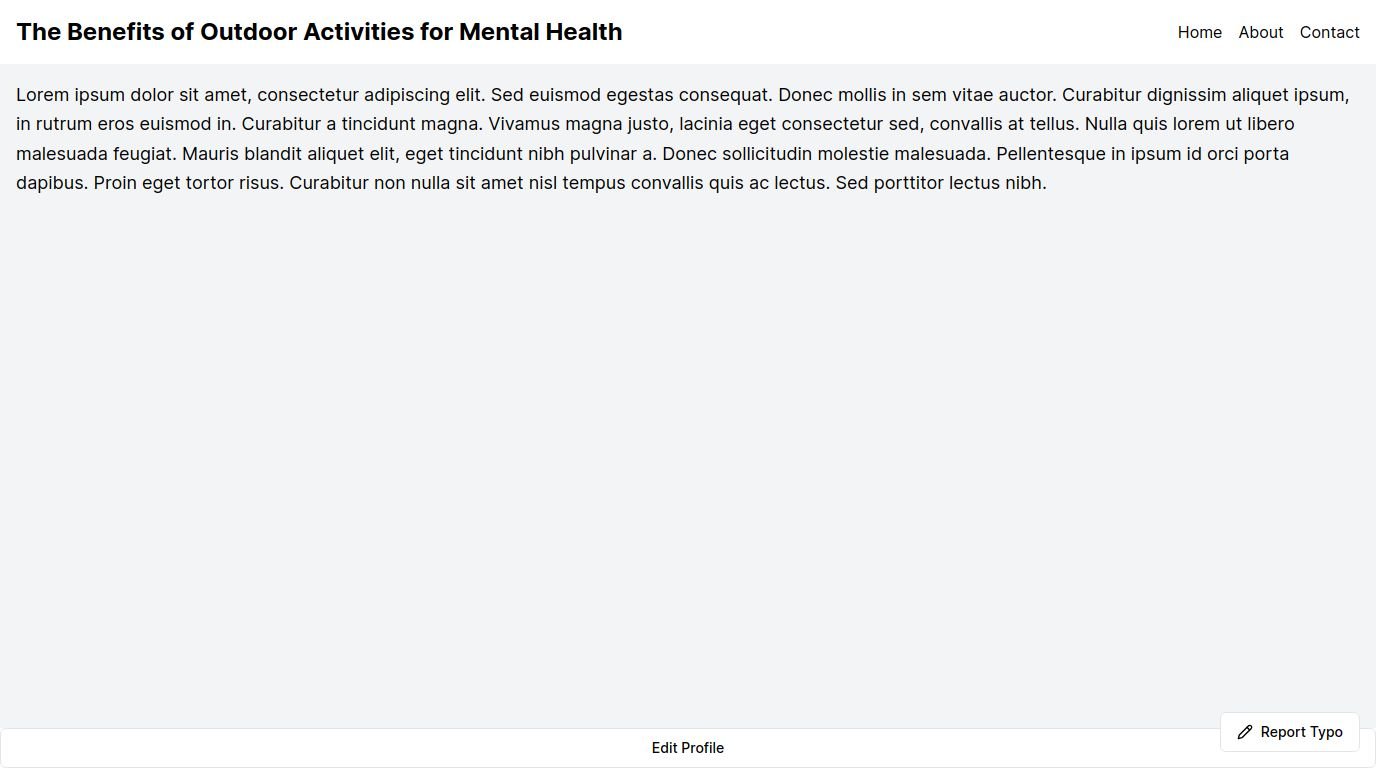 The Benefits of Outdoor Activities for Mental Health
Home About Contact
Lorem ipsum dolor sit amet, consectetur adipiscing elit. Sed euismod egestas consequat. Donec mollis in sem vitae auctor. Curabitur dignissim aliquet ipsum,
in rutrum eros euismod in. Curabitur a tincidunt magna. Vivamus magna justo, lacinia eget consectetur sed, convallis at tellus. Nulla quis lorem ut libero
malesuada feugiat. Mauris blandit aliquet elit, eget tincidunt nibh pulvinar a. Donec sollicitudin molestie malesuada. Pellentesque in ipsum id orci porta
dapibus. Proin eget tortor risus. Curabitur non nulla sit amet nisl tempus convallis quis ac lectus. Sed porttitor lectus nibh.
Report Typo
Edit Profile